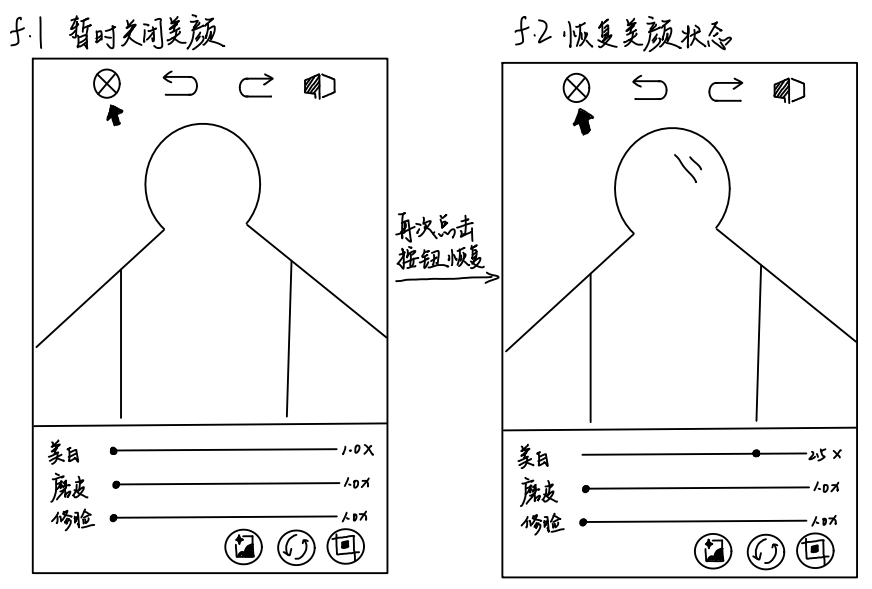 f.1 暂时关闭美颜
f.2 恢复美颜状态
再次点击
按钮恢复
美白 1.0X
磨皮 1.0X
修脸 1.0X
美白 2.5X
磨皮 1.0X
修脸 1.0X